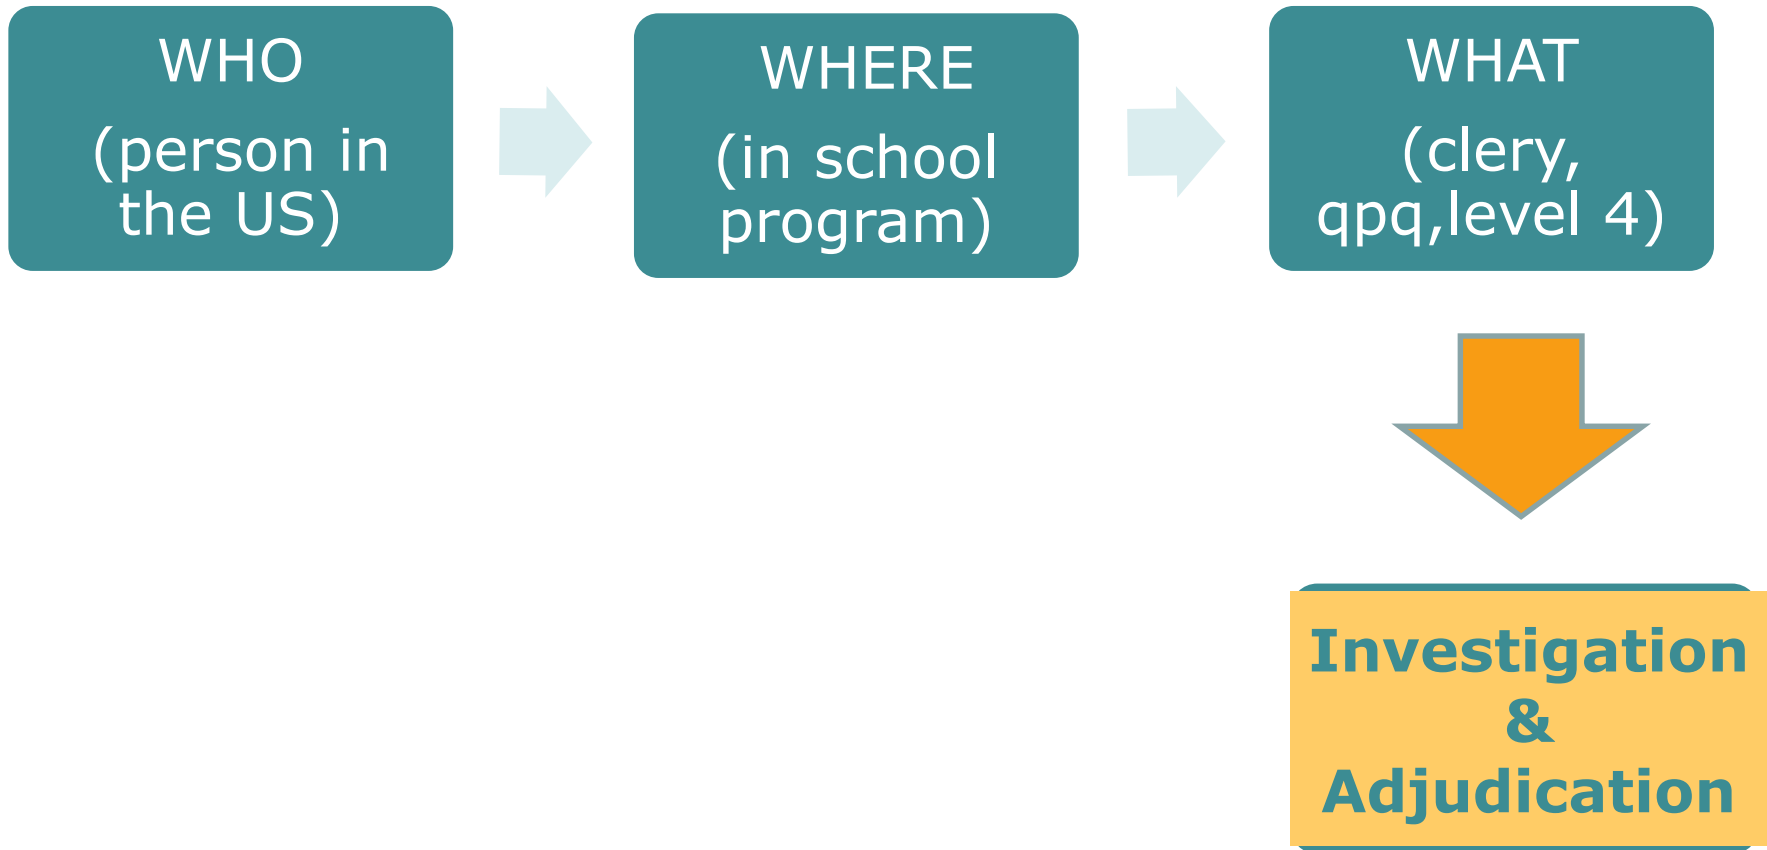 WHO
(person in
the US)
WHERE
(in school
program)
WHAT
(clery,
qpq,level 4)
Investigation
&
Adjudication